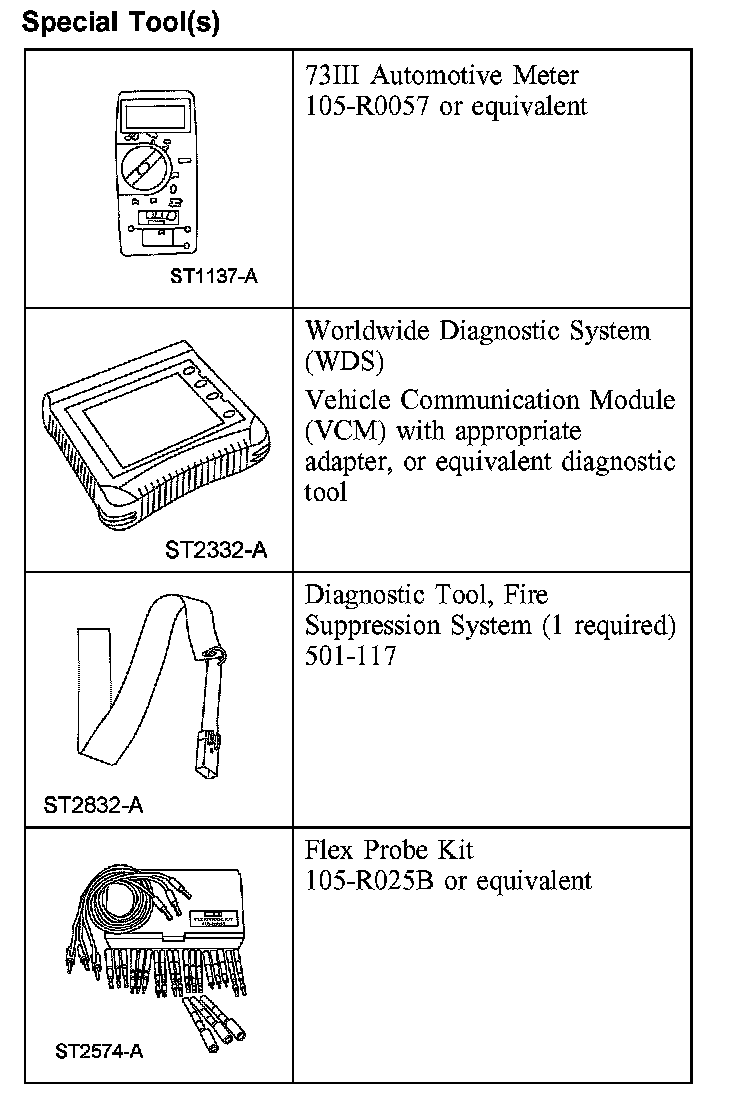 Special Tool(s)
73III Automotive Meter
105-R0057 or equivalent
ST1137-A
Worldwide Diagnostic System
(WDS)
Vehicle Communication Module
(VCM) with appropriate
adapter, or equivalent diagnostic
tool
ST2332-A
Diagnostic Tool, Fire
Suppression System (1 required)
501-117
ST2832-A
Flex Probe Kit
105-R025B or equivalent
ST2574-A